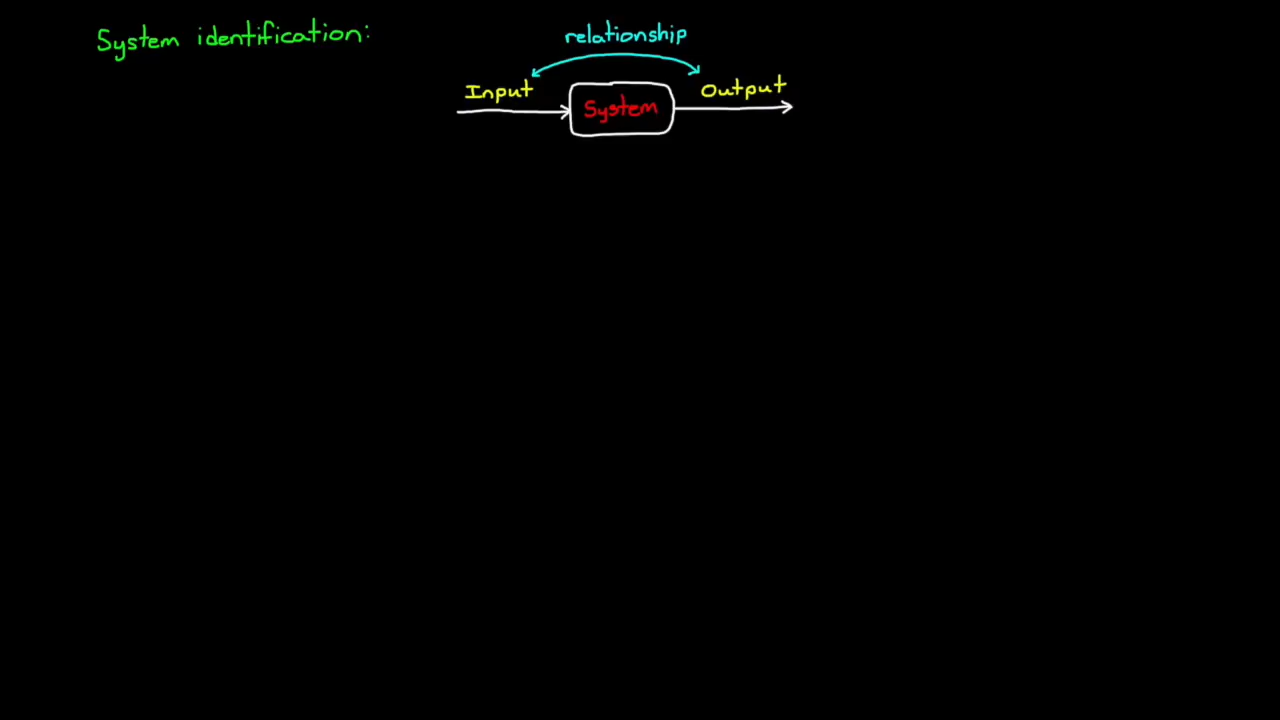 System identification:
relationship
Input
System
Output